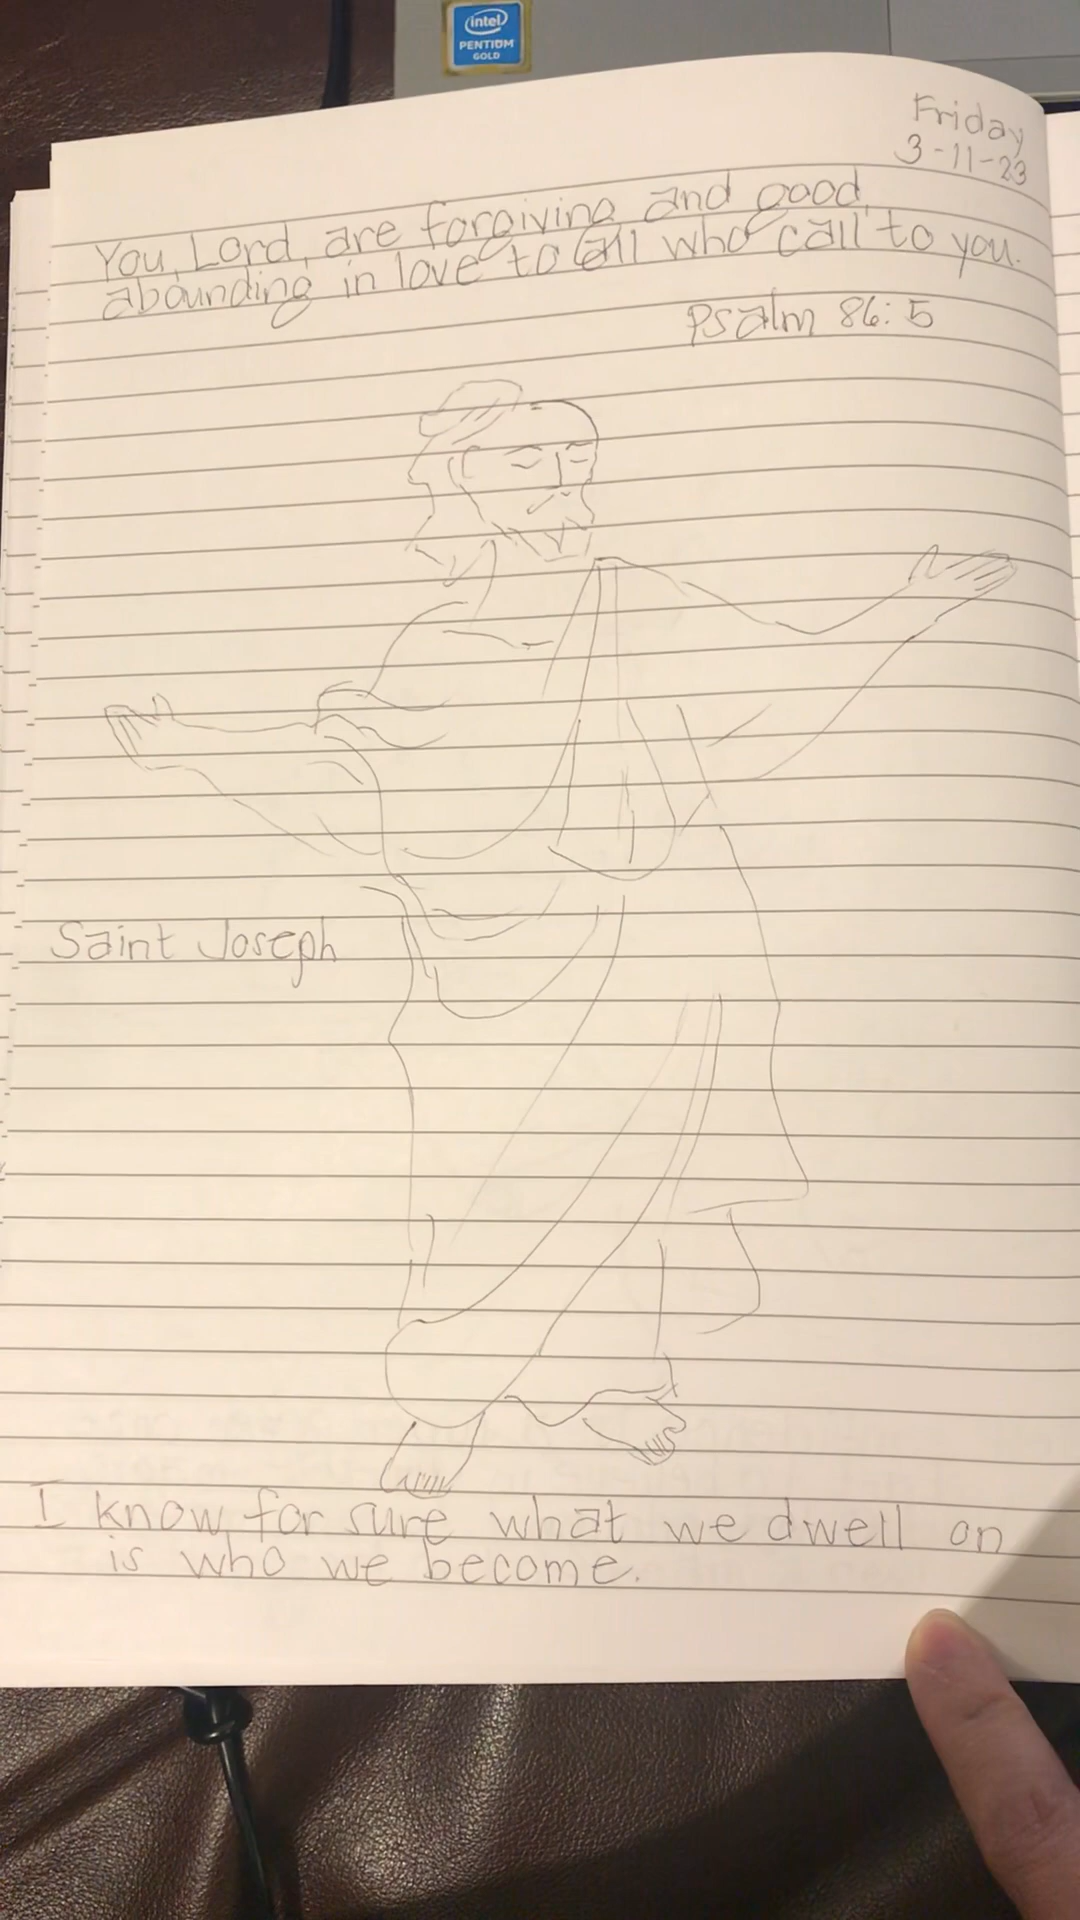 intel
PENTIUM
GOLD
Friday
3-11-23
You, Lord, are forgiving and good,
abounding in love to all who call to you.
Psalm 86:5
Saint Joseph
I know for sure what we dwell on
is who we become.